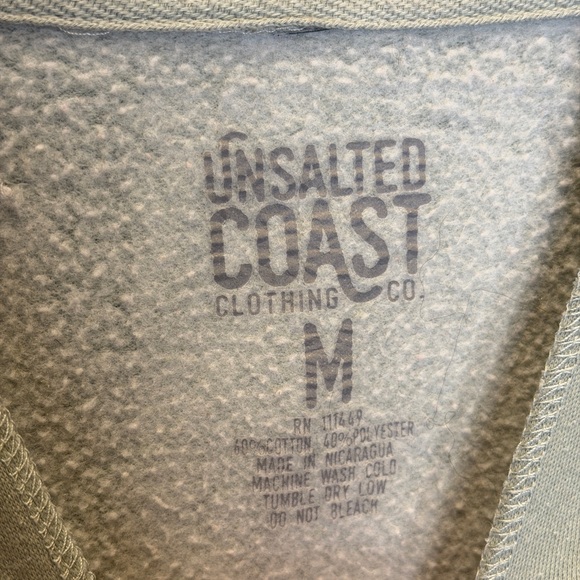 UNSALTED
COAST
CLOTHING CO.
M
RN 111449
60%COTTON 40%POLYESTER
MADE IN NICARAGUA
MACHINE WASH COLD
TUMBLE DRY LOW
DO NOT BLEACH